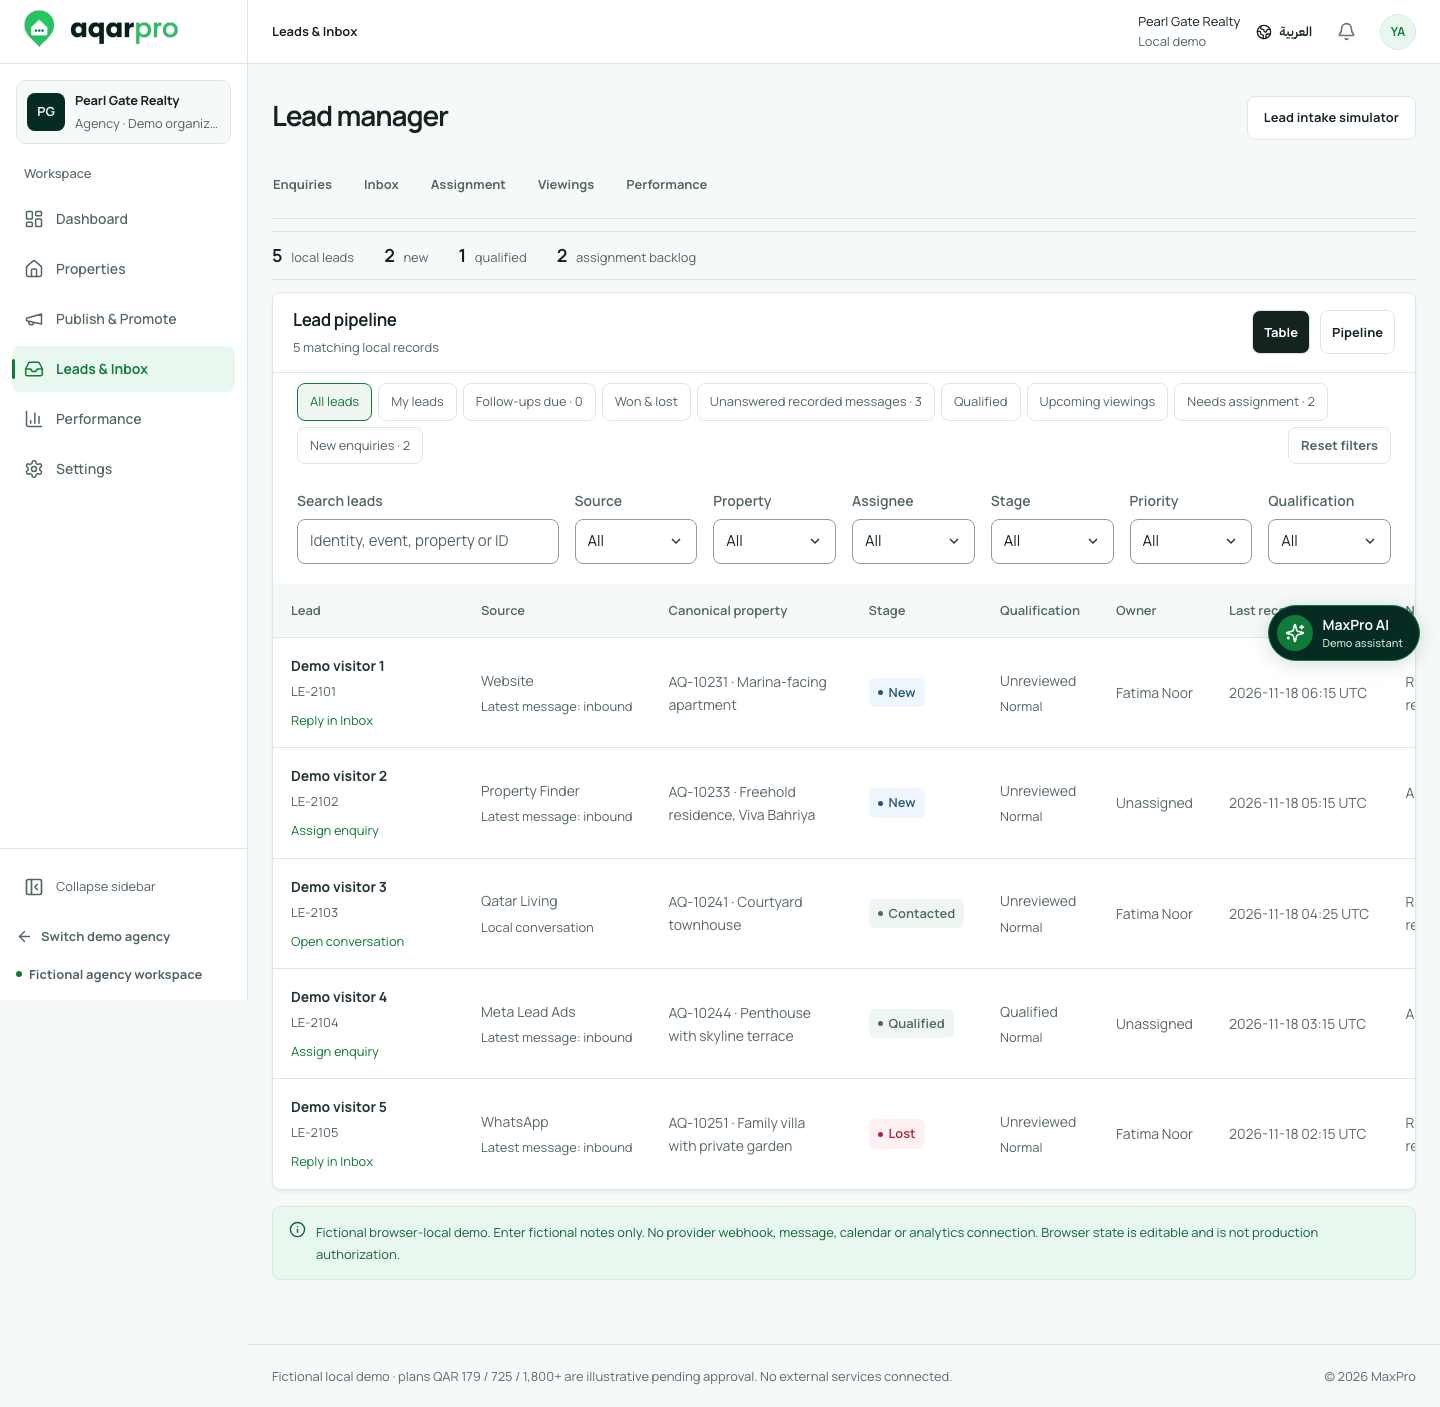 aqarpro
Leads & Inbox
Pearl Gate Realty
Local demo
العربية
YA
PG
Pearl Gate Realty
Agency · Demo organiz...
Workspace
Dashboard
Properties
Publish & Promote
Leads & Inbox
Performance
Settings
Collapse sidebar
Switch demo agency
Fictional agency workspace
Lead manager
Lead intake simulator
Enquiries Inbox Assignment Viewings Performance
5 local leads 2 new 1 qualified 2 assignment backlog
Lead pipeline
5 matching local records
Table Pipeline
All leads My leads Follow-ups due · 0 Won & lost Unanswered recorded messages · 3 Qualified Upcoming viewings Needs assignment · 2
New enquiries · 2 Reset filters
Search leads Source Property Assignee Stage Priority Qualification
Identity, event, property or ID All All All All All All
Lead Source Canonical property Stage Qualification Owner Last
MaxPro AI
Demo assistant
Demo visitor 1
LE-2101
Reply in Inbox
Website
Latest message: inbound
AQ-10231 · Marina-facing
apartment
New
Unreviewed
Normal
Fatima Noor
2026-11-18 06:15 UTC
Demo visitor 2
LE-2102
Assign enquiry
Property Finder
Latest message: inbound
AQ-10233 · Freehold
residence, Viva Bahriya
New
Unreviewed
Normal
Unassigned
2026-11-18 05:15 UTC
Demo visitor 3
LE-2103
Open conversation
Qatar Living
Local conversation
AQ-10241 · Courtyard
townhouse
Contacted
Unreviewed
Normal
Fatima Noor
2026-11-18 04:25 UTC
Demo visitor 4
LE-2104
Assign enquiry
Meta Lead Ads
Latest message: inbound
AQ-10244 · Penthouse
with skyline terrace
Qualified
Qualified
Normal
Unassigned
2026-11-18 03:15 UTC
Demo visitor 5
LE-2105
Reply in Inbox
WhatsApp
Latest message: inbound
AQ-10251 · Family villa
with private garden
Lost
Unreviewed
Normal
Fatima Noor
2026-11-18 02:15 UTC
Fictional browser-local demo. Enter fictional notes only. No provider webhook, message, calendar or analytics connection. Browser state is editable and is not production
authorization.
Fictional local demo · plans QAR 179 / 725 / 1,800+ are illustrative pending approval. No external services connected.
© 2026 MaxPro